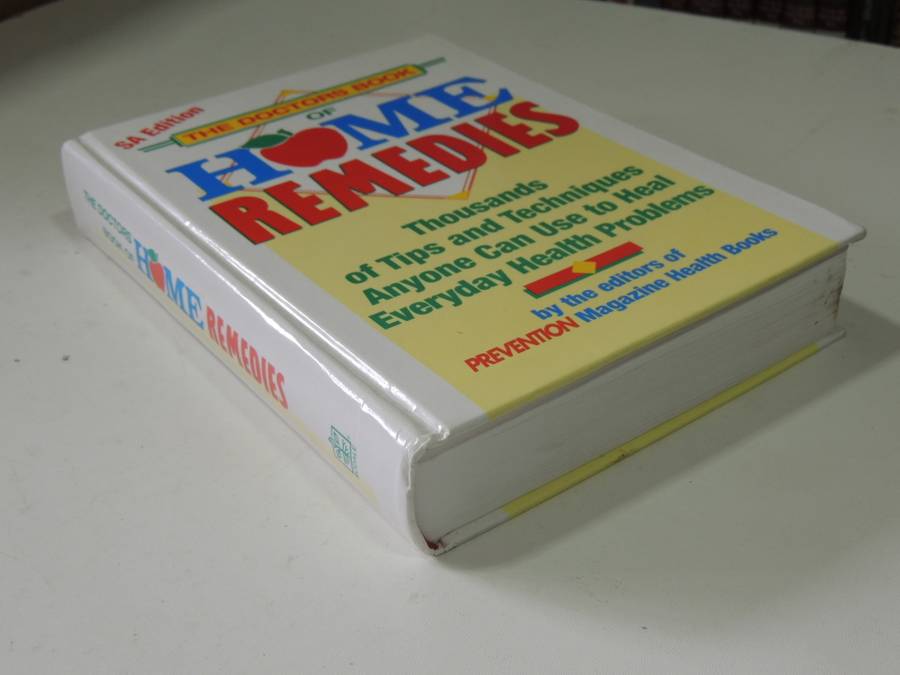 SA Edition
THE DOCTORS BOOK
OF
HOME
REMEDIES
Thousands
of Tips and Techniques
Anyone Can Use to Heal
Everyday Health Problems
by the editors of
PREVENTION Magazine Health Books
THE DOCTORS'
BOOK OF
HOME REMEDIES